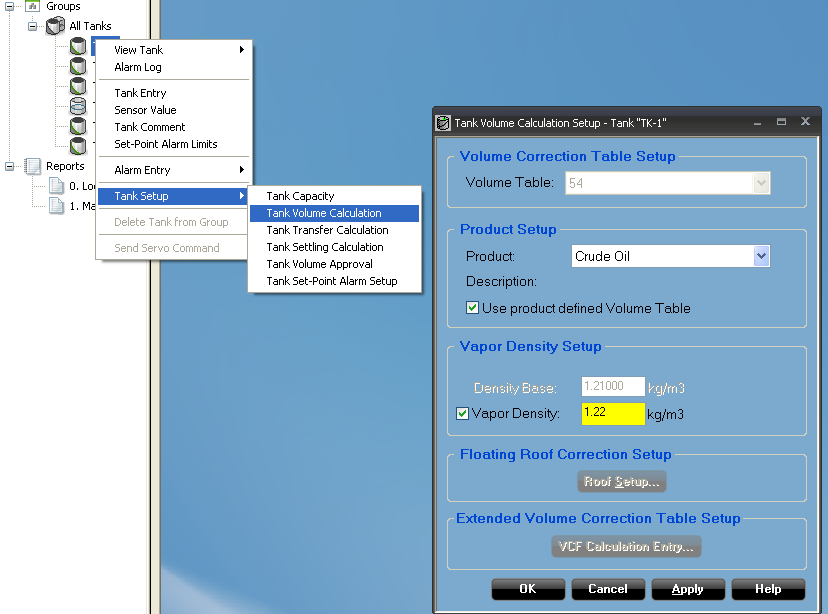 Groups
All Tanks
View Tank
Alarm Log
Tank Entry
Sensor Value
Tank Comment
Set-Point Alarm Limits
Alarm Entry
Tank Setup
Delete Tank from Group
Send Servo Command
Reports
0. Lo
1. Ma
Tank Capacity
Tank Volume Calculation
Tank Transfer Calculation
Tank Settling Calculation
Tank Volume Approval
Tank Set-Point Alarm Setup
Tank Volume Calculation Setup - Tank "TK-1"
Volume Correction Table Setup
Volume Table: 54
Product Setup
Product: Crude Oil
Description:
Use product defined Volume Table
Vapor Density Setup
Density Base: 1.21000 kg/m3
Vapor Density: 1.22 kg/m3
Floating Roof Correction Setup
Roof Setup...
Extended Volume Correction Table Setup
VCF Calculation Entry...
OK Cancel Apply Help